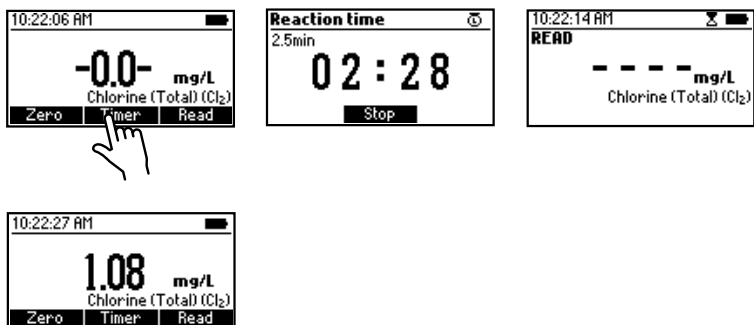 10:22:06 AM
-0.0- mg/L
Chlorine (Total) (Cl₂)
Zero Timer Read
Reaction time
2.5min
02:28
Stop
10:22:14 AM
READ
- - - - mg/L
Chlorine (Total) (Cl₂)
10:22:27 AM
1.08 mg/L
Chlorine (Total) (Cl₂)
Zero Timer Read